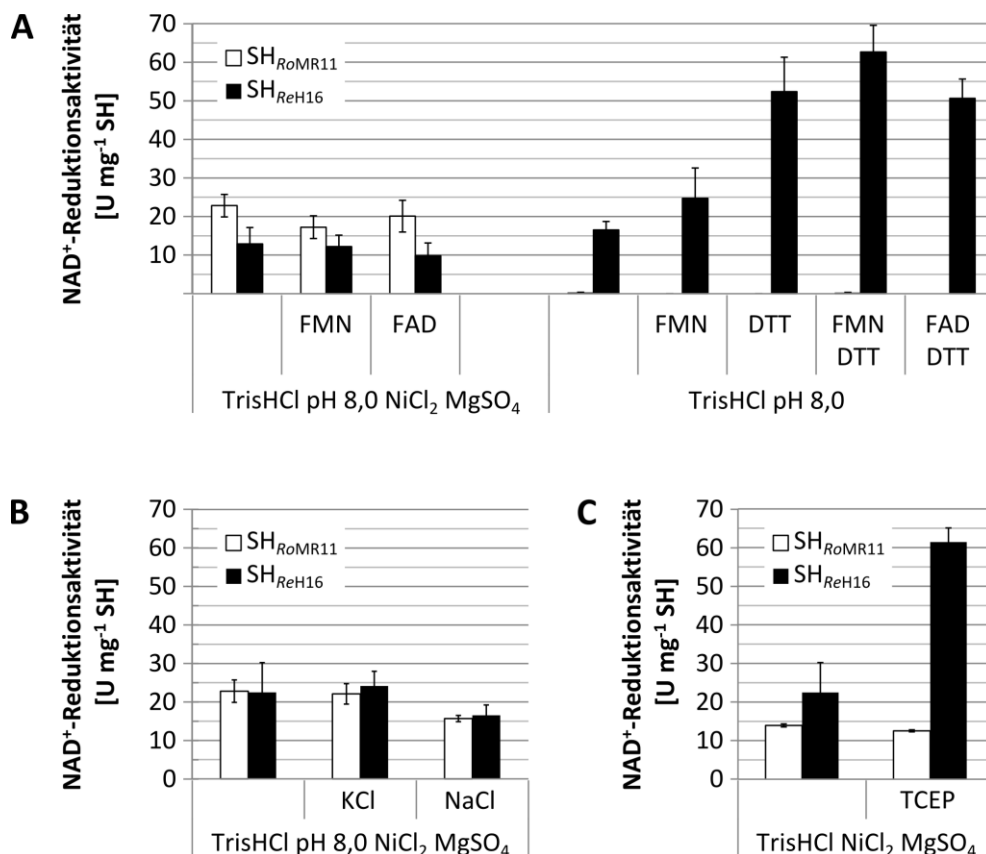 A
NAD⁺-Reduktionsaktivität
[U mg⁻¹ SH]
70
60
50
40
30
20
10
SH_RoMR11
SH_ReH16
FMN
FAD
FMN
DTT
FMN
DTT
FAD
DTT
TrisHCl pH 8,0 NiCl₂ MgSO₄
TrisHCl pH 8,0
B
NAD⁺-Reduktionsaktivität
[U mg⁻¹ SH]
70
60
50
40
30
20
10
0
SH_RoMR11
SH_ReH16
KCl
NaCl
TrisHCl pH 8,0 NiCl₂ MgSO₄
C
NAD⁺-Reduktionsaktivität
[U mg⁻¹ SH]
70
60
50
40
30
20
10
0
SH_RoMR11
SH_ReH16
TCEP
TrisHCl NiCl₂ MgSO₄